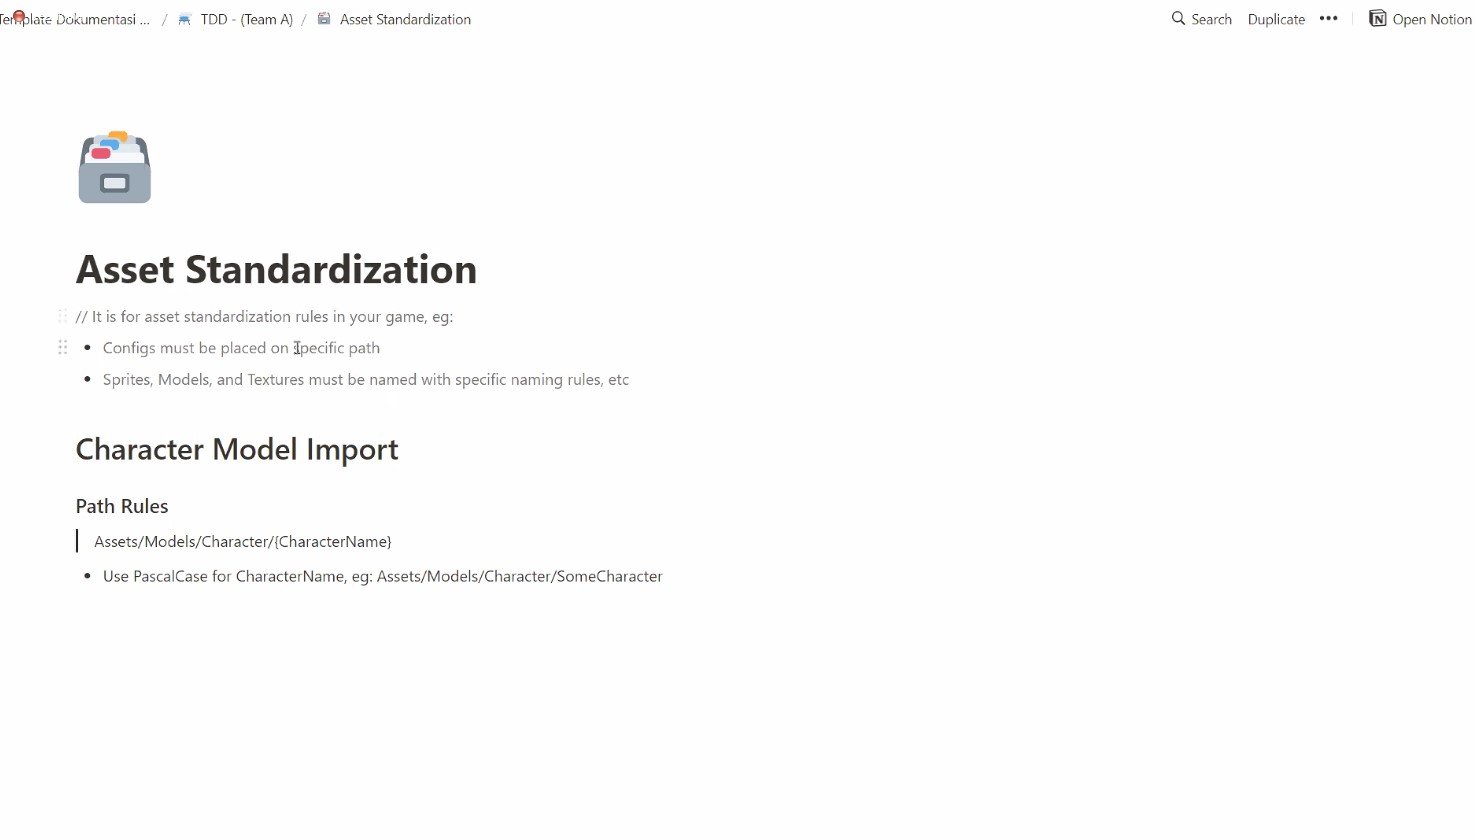 Template Dokumentasi ... / TDD - (Team A) / Asset Standardization
Search Duplicate ••• Open Notion
Asset Standardization
// It is for asset standardization rules in your game, eg:
• Configs must be placed on specific path
• Sprites, Models, and Textures must be named with specific naming rules, etc
Character Model Import
Path Rules
Assets/Models/Character/{CharacterName}
• Use PascalCase for CharacterName, eg: Assets/Models/Character/SomeCharacter